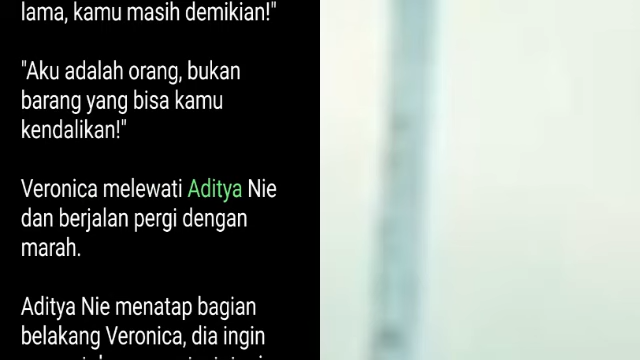 lama, kamu masih demikian!"
"Aku adalah orang, bukan
barang yang bisa kamu
kendalikan!"
Veronica melewati Aditya Nie
dan berjalan pergi dengan
marah.
Aditya Nie menatap bagian
belakang Veronica, dia ingin